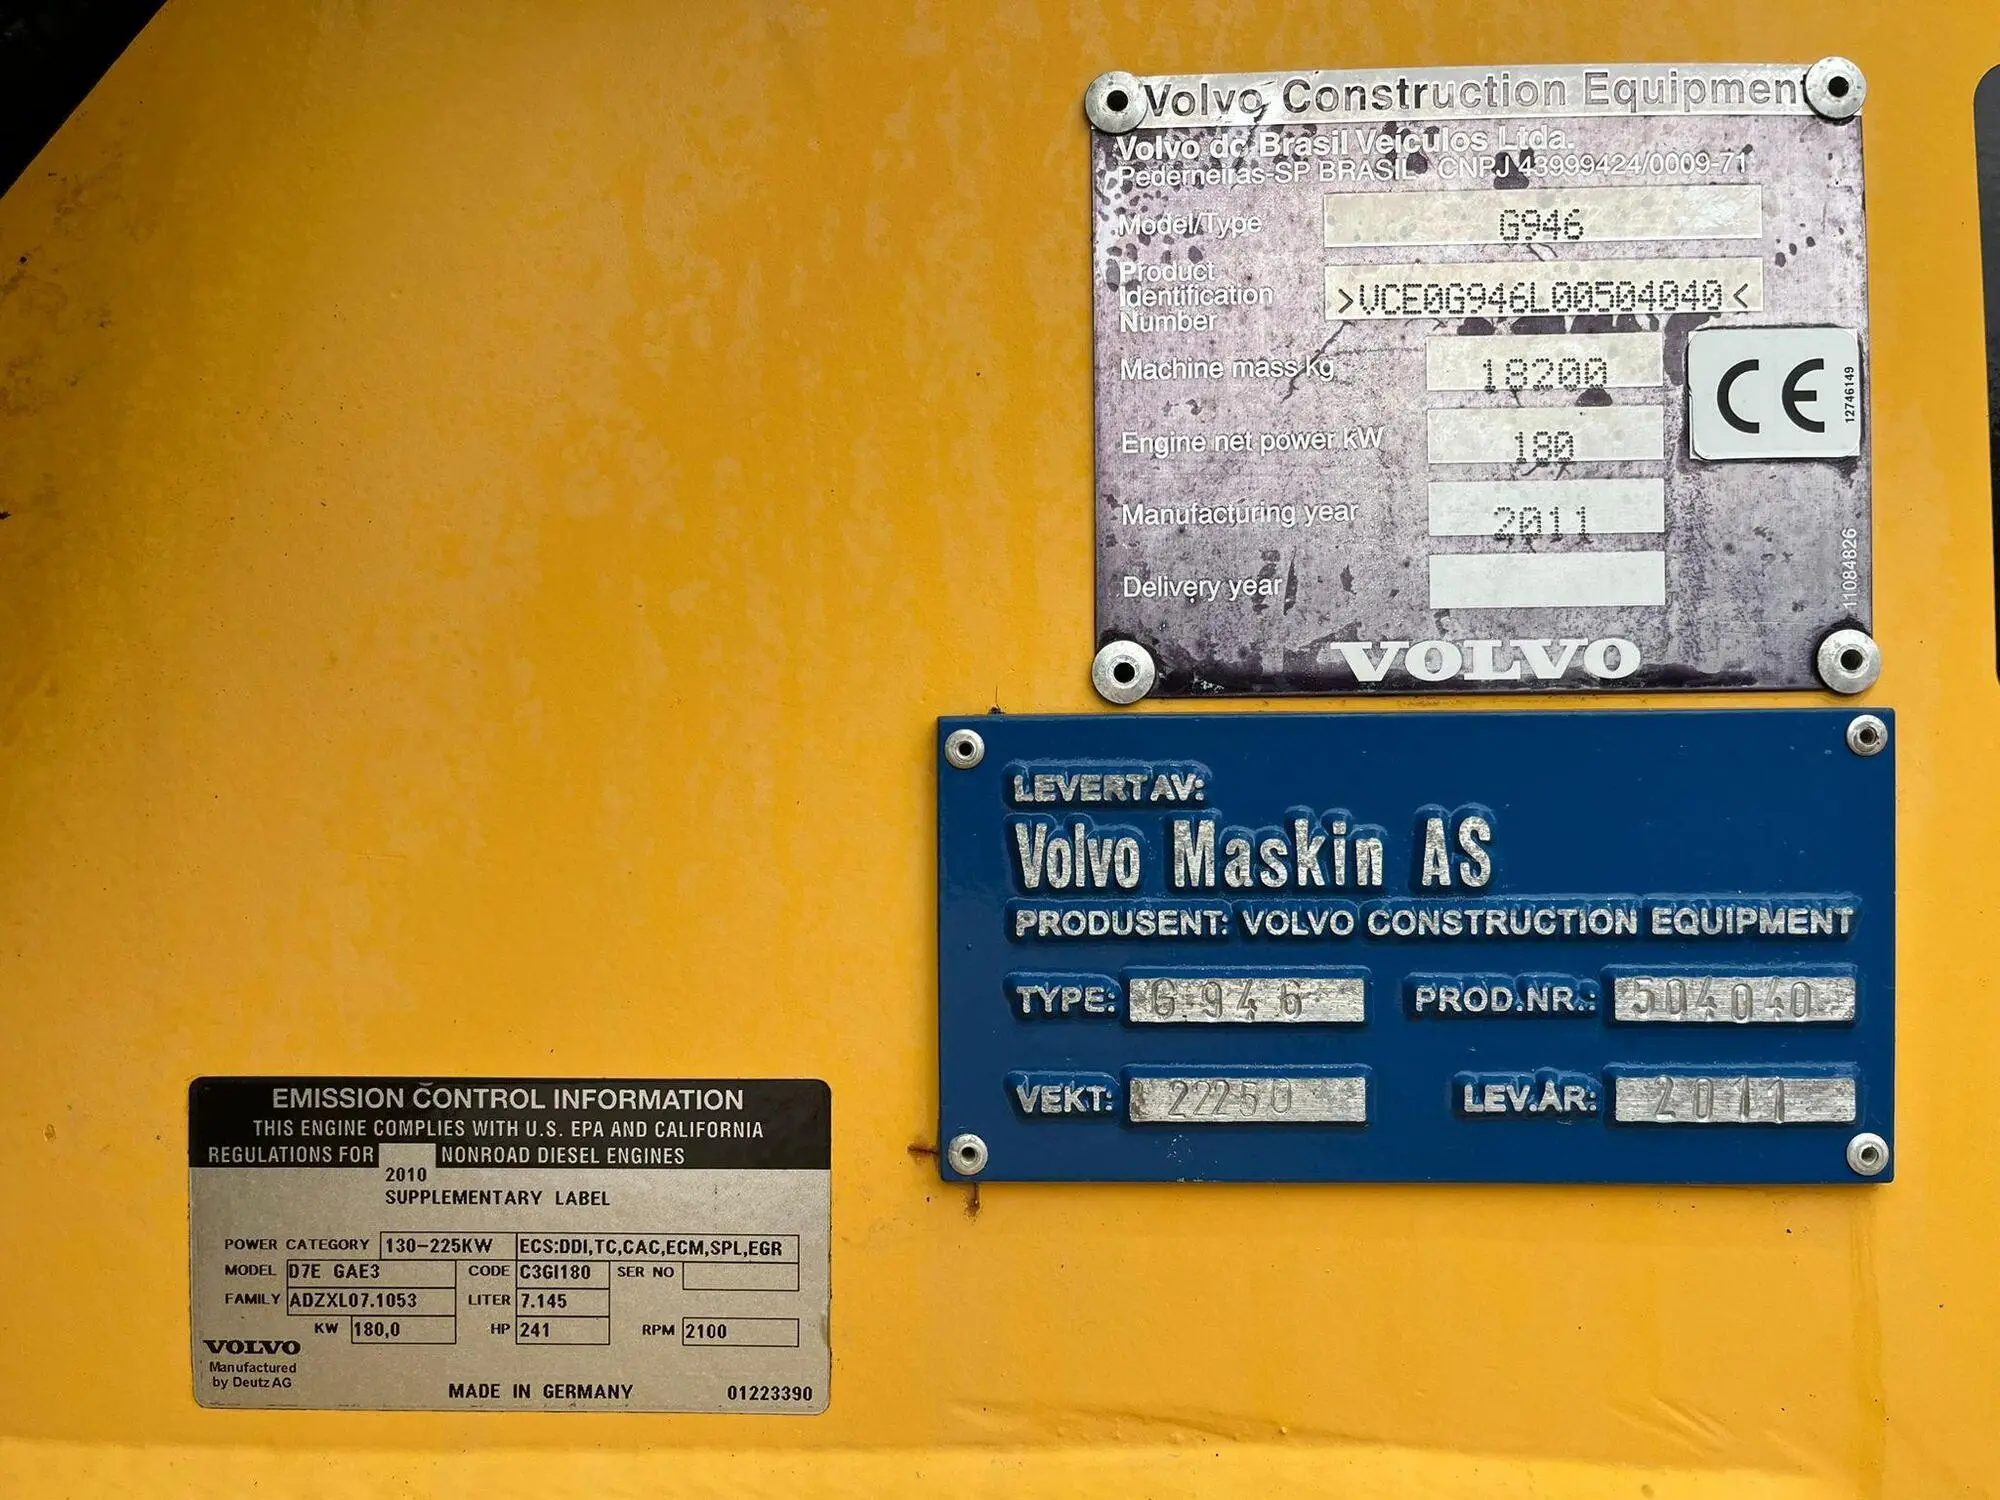 Volvo Construction Equipment
Volvo do Brasil Veículos Ltda.
Pederneiras-SP BRASIL CNPJ 43999424/0009-71
Model/Type G946
Product Identification Number >VCE0G946L00504040<
Machine mass kg 18200
CE 12746149
Engine net power kW 180
Manufacturing year 2011
Delivery year
11084826
VOLVO
LEVERT AV:
Volvo Maskin AS
PRODUSENT: VOLVO CONSTRUCTION EQUIPMENT
TYPE: G 946 PROD.NR.: 504040
VEKT: 22250 LEV.ÅR: 2011
EMISSION CONTROL INFORMATION
THIS ENGINE COMPLIES WITH U.S. EPA AND CALIFORNIA
REGULATIONS FOR NONROAD DIESEL ENGINES
2010
SUPPLEMENTARY LABEL
POWER CATEGORY 130-225KW ECS:DDI,TC,CAC,ECM,SPL,EGR
MODEL D7E GAE3 CODE C3GI180 SER NO
FAMILY ADZXL07.1053 LITER 7.145
KW 180,0 HP 241 RPM 2100
VOLVO
Manufactured
by Deutz AG
MADE IN GERMANY 01223390